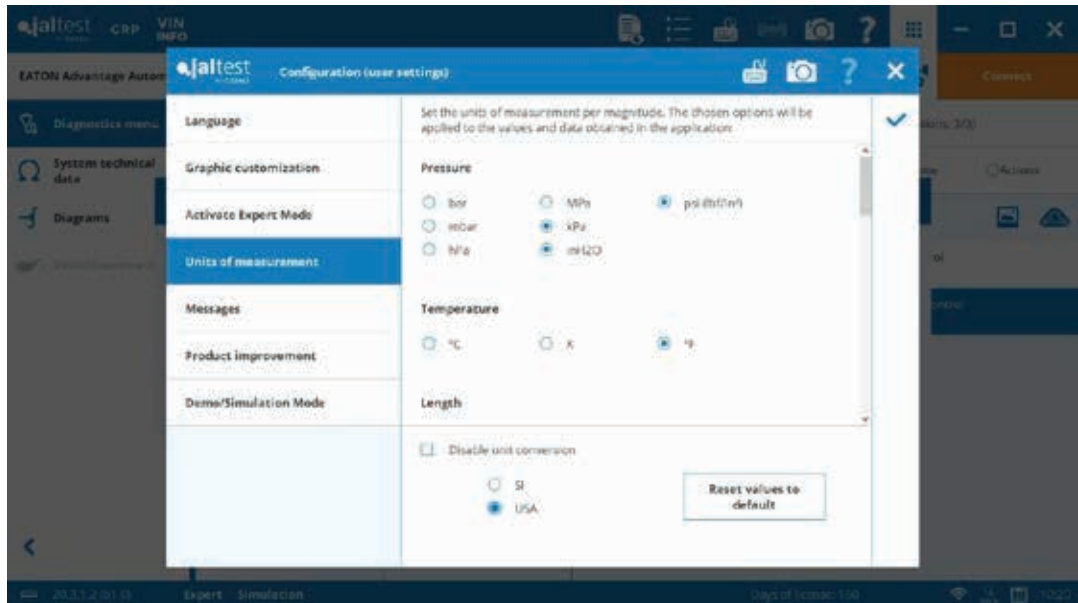 jaltest CRP VIN
INFO
EATON Advantage Autom
Connect
Diagnostics menu
System technical
data
Diagrams
jaltest Configuration (user settings)
Language
Graphic customization
Activate Expert Mode
Units of measurement
Messages
Product improvement
Demo/Simulation Mode
Set the units of measurement per magnitude. The chosen options will be
applied to the values and data obtained in the application
Pressure
bar MPa psi (lbf/in²)
mbar kPa
hPa mH2O
Temperature
°C K °F
Length
Disable unit conversion
SI
USA
Reset values to
default
Expert Simulation
10:20